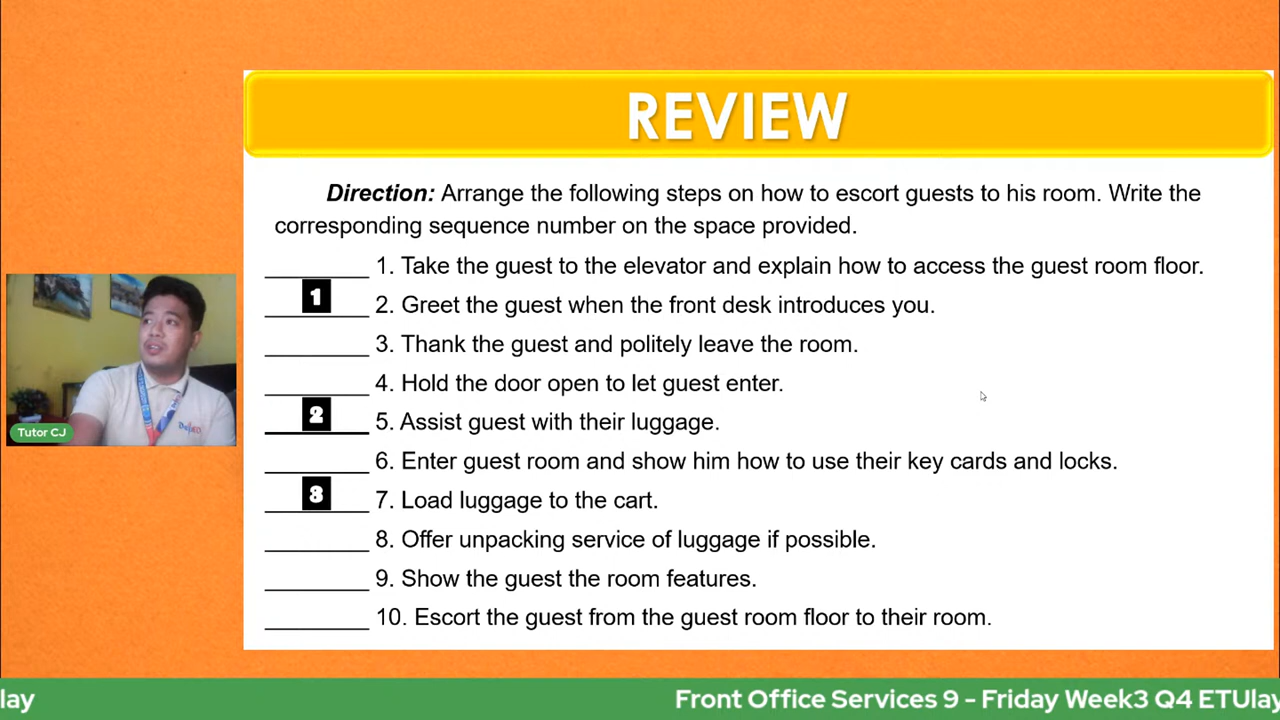 REVIEW
Direction: Arrange the following steps on how to escort guests to his room. Write the
corresponding sequence number on the space provided.
________ 1. Take the guest to the elevator and explain how to access the guest room floor.
1 2. Greet the guest when the front desk introduces you.
________ 3. Thank the guest and politely leave the room.
________ 4. Hold the door open to let guest enter.
2 5. Assist guest with their luggage.
________ 6. Enter guest room and show him how to use their key cards and locks.
3 7. Load luggage to the cart.
________ 8. Offer unpacking service of luggage if possible.
________ 9. Show the guest the room features.
________ 10. Escort the guest from the guest room floor to their room.
Tutor CJ
lay Front Office Services 9 - Friday Week3 Q4 ETUlay